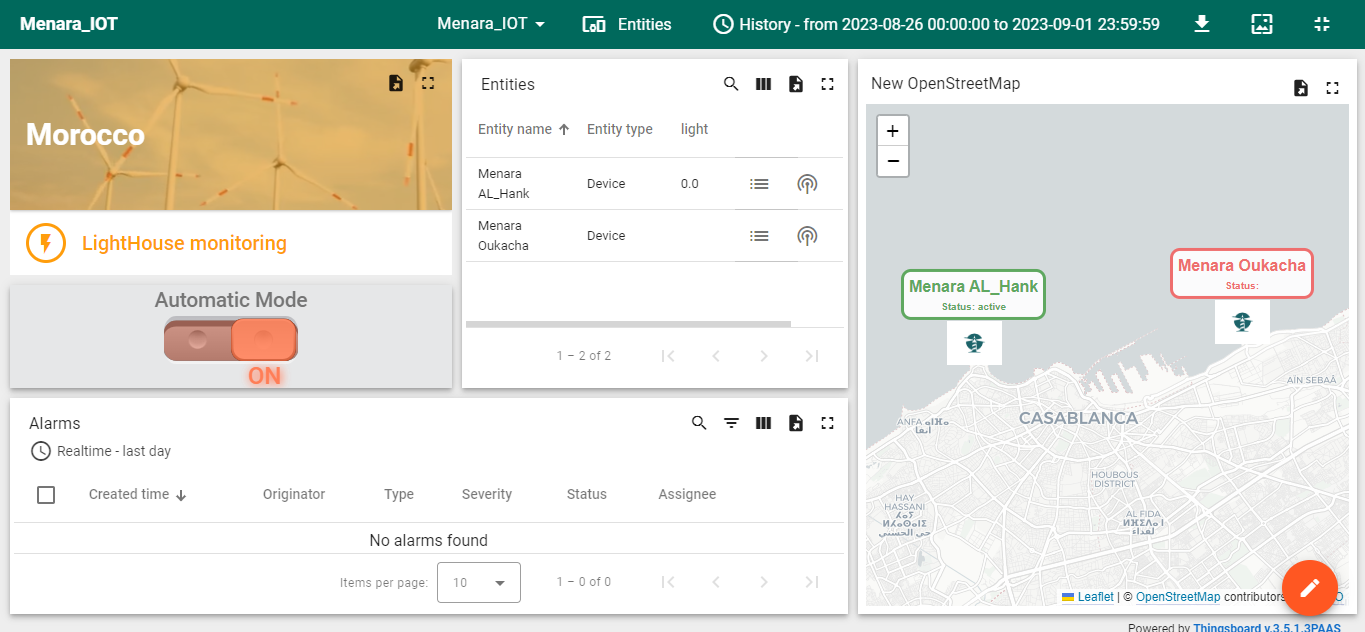 Menara_IOT
Menara_IOT
Entities
History - from 2023-08-26 00:00:00 to 2023-09-01 23:59:59
Morocco
LightHouse monitoring
Automatic Mode
ON
Entities
Entity name Entity type light
Menara
AL_Hank
Device 0.0
Menara
Oukacha
Device
1 – 2 of 2
Alarms
Realtime - last day
Created time Originator Type Severity Status Assignee
No alarms found
Items per page: 10 1 – 0 of 0
New OpenStreetMap
+
−
Menara Oukacha
Status:
Menara AL_Hank
Status: active
AÏN SEBAÂ
CASABLANCA
ANFA ⴰⵏⴼⴰ
أنفا
HOUBOUS
DISTRICT
HAY
HASSANI
حي الحسني
AL FIDA
الفداء
Leaflet | © OpenStreetMap contributors
Powered by Thingsboard v.3.5.1.3PAAS